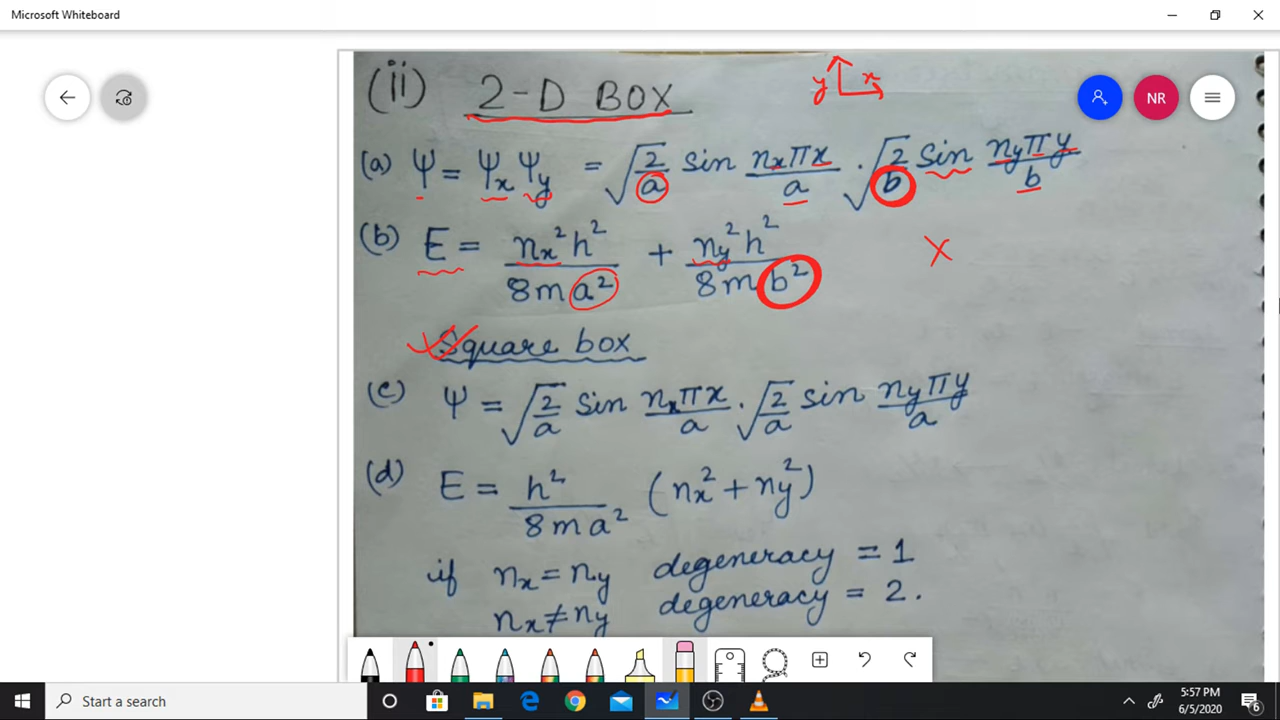 Microsoft Whiteboard
(ii) 2-D BOX
y x
NR
(a) Ψ = Ψx Ψy = √2/a sin nxπx/a . √2/b sin nyπy/b
(b) E = nx²h²/8ma² + ny²h²/8mb²
X
Square box
(c) Ψ = √2/a sin nxπx/a . √2/a sin nyπy/a
(d) E = h²/8ma² (nx² + ny²)
if nx = ny degeneracy = 1
nx ≠ ny degeneracy = 2.
Start a search
5:57 PM
6/5/2020
6